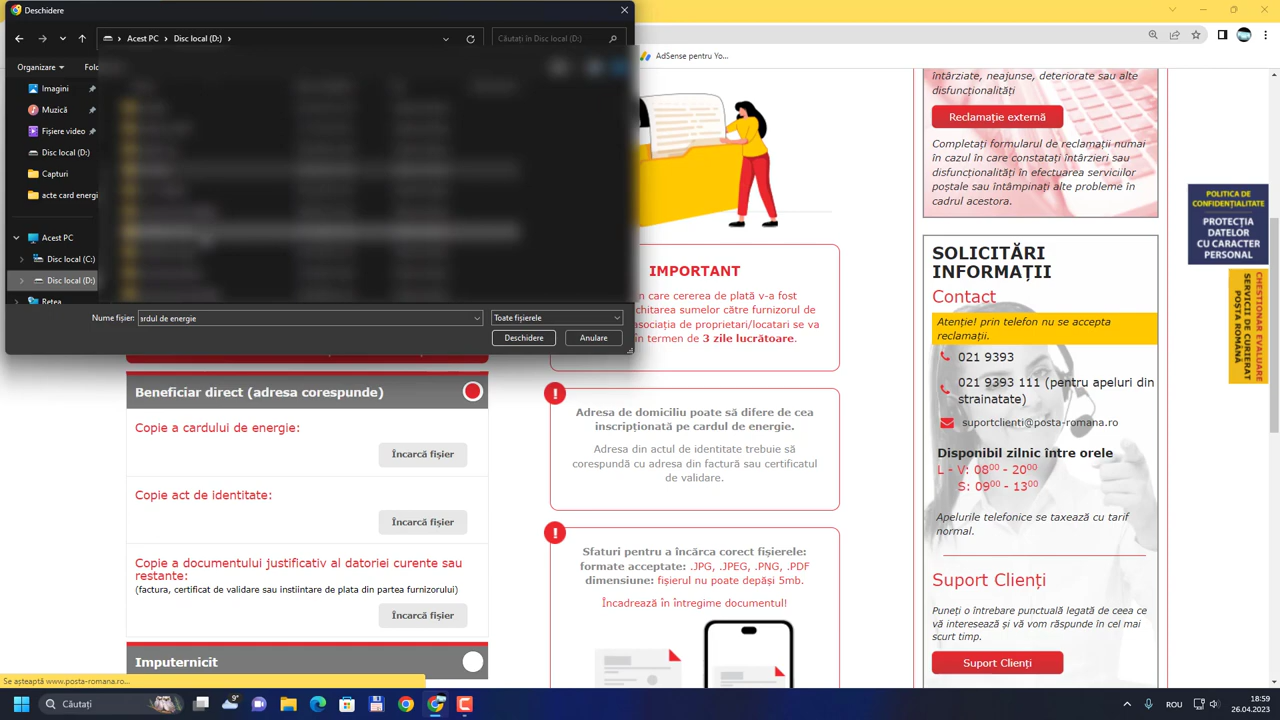 Deschidere
Acest PC
Disc local (D:)
Căutați în Disc local (D:)
Organizare
Imagini
Muzică
Fișiere video
Disc local (D:)
Capturi
acte card energi
Acest PC
Disc local (C:)
Disc local (D:)
Rețea
Nume fișier:
ardul de energie
Toate fișierele
Deschidere
Anulare
AdSense pentru Yo...
IMPORTANT
n care cererea de plată v-a fost
chitarea sumelor către furnizorul de
asociația de proprietari/locatari se va
în termen de 3 zile lucrătoare.
Beneficiar direct (adresa corespunde)
Copie a cardului de energie:
Încarcă fișier
Copie act de identitate:
Încarcă fișier
Copie a documentului justificativ al datoriei curente sau
restante:
(factura, certificat de validare sau instiintare de plata din partea furnizorului)
Încarcă fișier
Imputernicit
!
Adresa de domiciliu poate să difere de cea
inscripționată pe cardul de energie.
Adresa din actul de identitate trebuie să
corespundă cu adresa din factură sau certificatul
de validare.
!
Sfaturi pentru a încărca corect fișierele:
formate acceptate: .JPG, .JPEG, .PNG, .PDF
dimensiune: fișierul nu poate depăși 5mb.
Încadrează în întregime documentul!
întârziate, neajunse, deteriorate sau alte
disfuncționalități
Reclamație externă
Completați formularul de reclamații numai
în cazul în care constatați întârzieri sau
disfuncționalități în efectuarea serviciilor
poștale sau întâmpinați alte probleme în
cadrul acestora.
SOLICITĂRI
INFORMAȚII
Contact
Atenție! prin telefon nu se accepta
reclamații.
021 9393
021 9393 111 (pentru apeluri din
strainatate)
suportclienti@posta-romana.ro
Disponibil zilnic între orele
L - V: 08⁰⁰ - 20⁰⁰
S: 09⁰⁰ - 13⁰⁰
Apelurile telefonice se taxează cu tarif
normal.
Suport Clienți
Puneți o întrebare punctuală legată de ceea ce
vă interesează și vă vom răspunde în cel mai
scurt timp.
Suport Clienți
POLITICA DE
CONFIDENȚIALITATE
PROTECȚIA
DATELOR
CU CARACTER
PERSONAL
CHESTIONAR EVALUARE
SERVICII DE CURIERAT
POȘTA ROMÂNĂ
Se așteaptă www.posta-romana.ro...
Căutați
ROU
18:59
26.04.2023